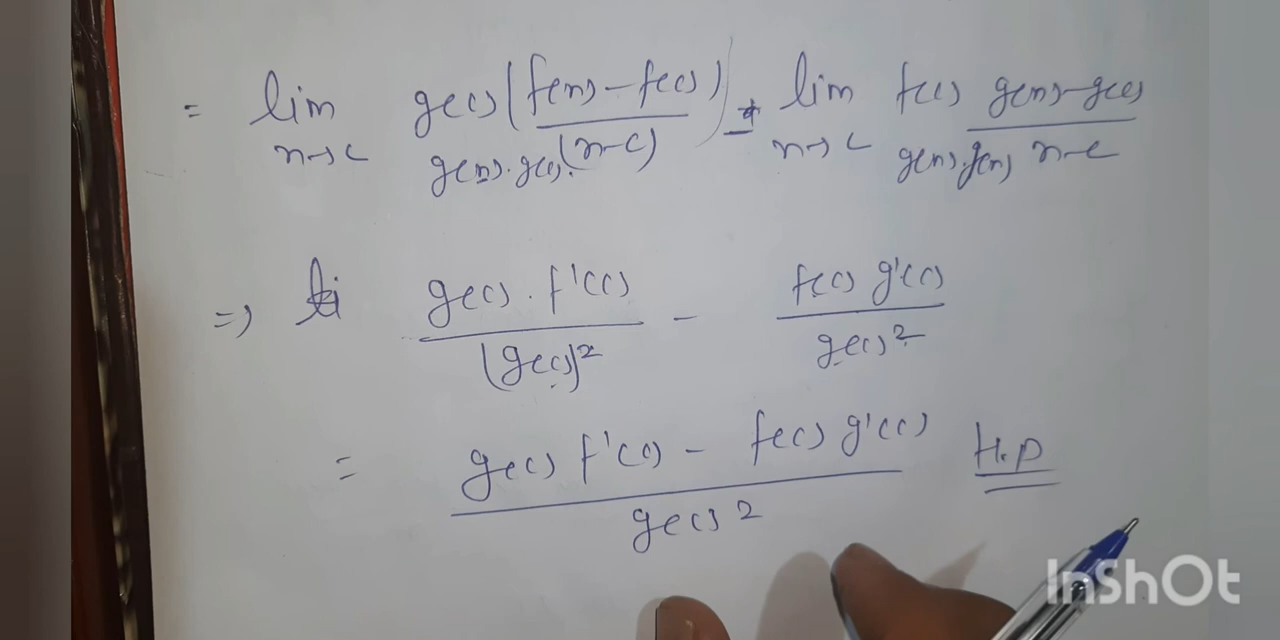 = lim n→c g(c) (f(n) - f(c)) / g(n).g(c) (n-c) - lim n→c f(c) g(n)-g(c) / g(n).g(n) n-c
=> g(c) . f'(c) / (g(c))² - f(c) g'(c) / g(c)²
= g(c) f'(c) - f(c) g'(c) / g(c)² H.P
InShOt